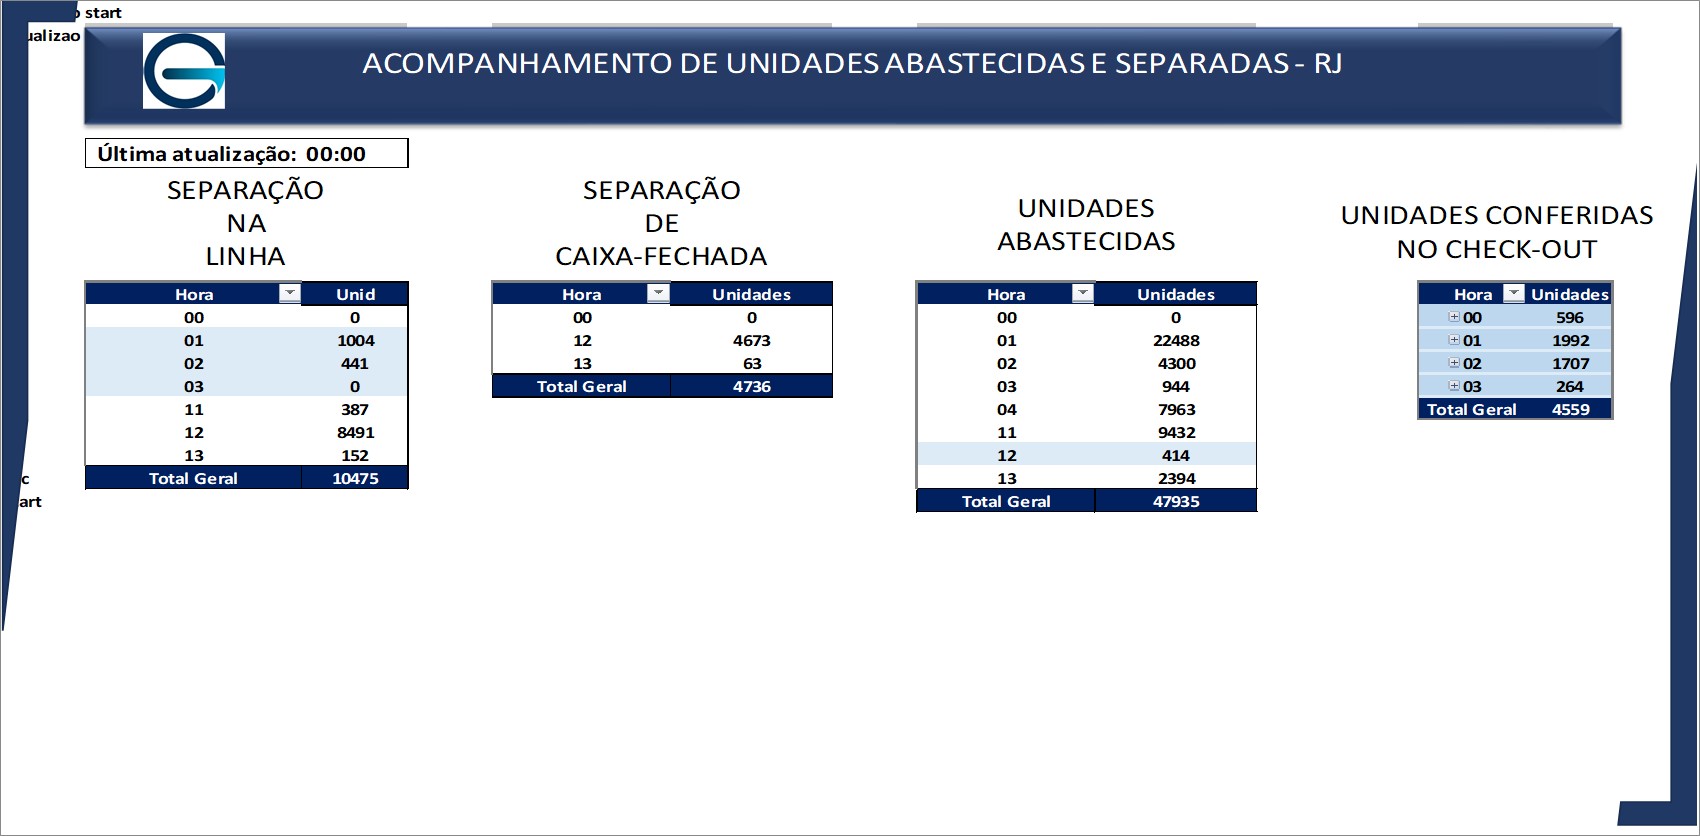 start
ualizao
ACOMPANHAMENTO DE UNIDADES ABASTECIDAS E SEPARADAS - RJ
Última atualização: 00:00
SEPARAÇÃO
NA
LINHA
Hora Unid
00 0
01 1004
02 441
03 0
11 387
12 8491
13 152
Total Geral 10475
SEPARAÇÃO
DE
CAIXA-FECHADA
Hora Unidades
00 0
12 4673
13 63
Total Geral 4736
UNIDADES
ABASTECIDAS
Hora Unidades
00 0
01 22488
02 4300
03 944
04 7963
11 9432
12 414
13 2394
Total Geral 47935
UNIDADES CONFERIDAS
NO CHECK-OUT
Hora Unidades
00 596
01 1992
02 1707
03 264
Total Geral 4559
c
art